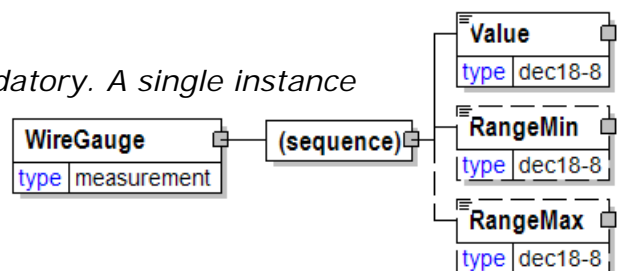 Value
type dec18-8
datory. A single instance
RangeMin
type dec18-8
WireGauge
type measurement
(sequence)
RangeMax
type dec18-8